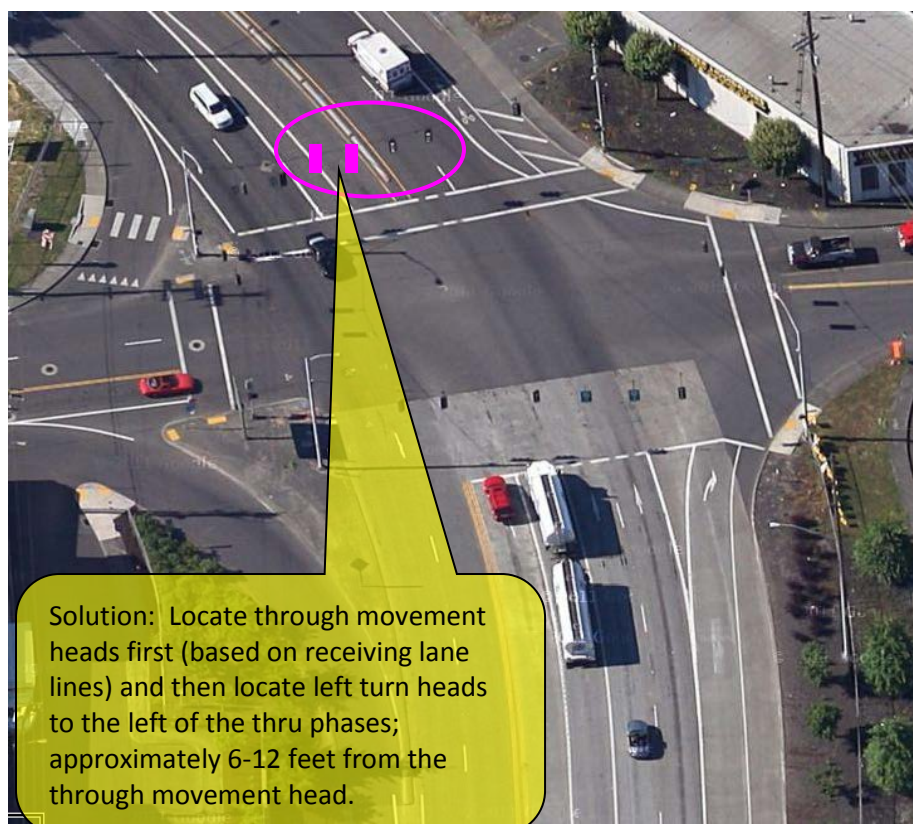 Solution: Locate through movement
heads first (based on receiving lane
lines) and then locate left turn heads
to the left of the thru phases;
approximately 6-12 feet from the
through movement head.